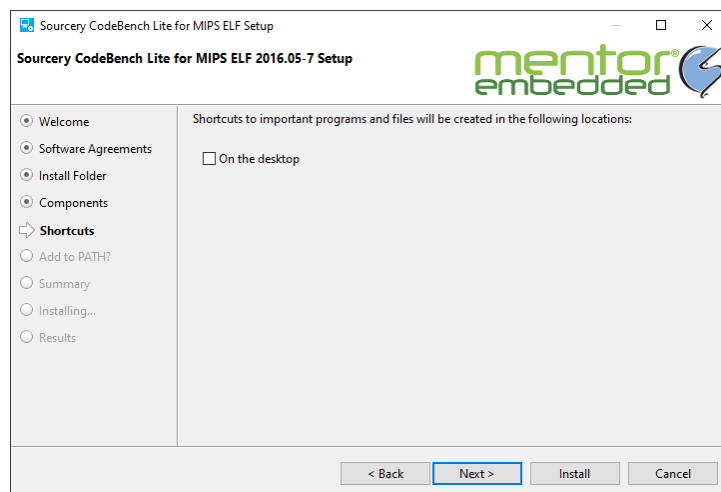 Sourcery CodeBench Lite for MIPS ELF Setup
Sourcery CodeBench Lite for MIPS ELF 2016.05-7 Setup
mentor®
embedded
Welcome
Software Agreements
Install Folder
Components
Shortcuts
Add to PATH?
Summary
Installing...
Results
Shortcuts to important programs and files will be created in the following locations:
On the desktop
< Back
Next >
Install
Cancel